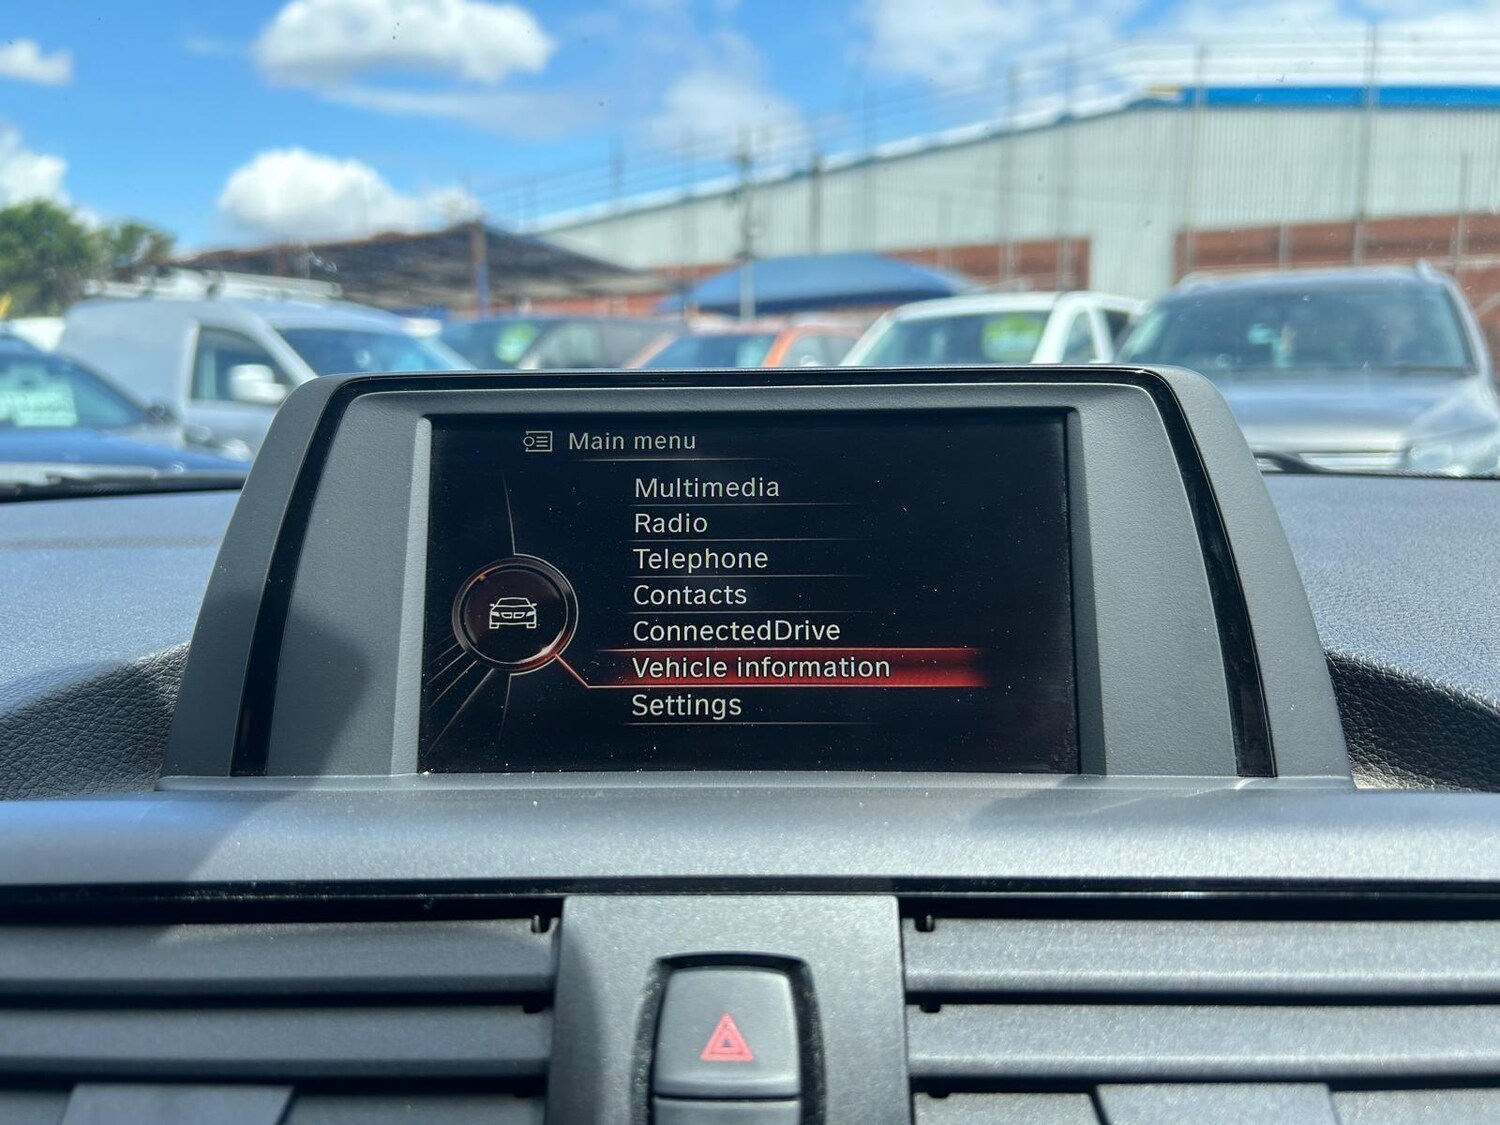 Main menu
Multimedia
Radio
Telephone
Contacts
ConnectedDrive
Vehicle information
Settings